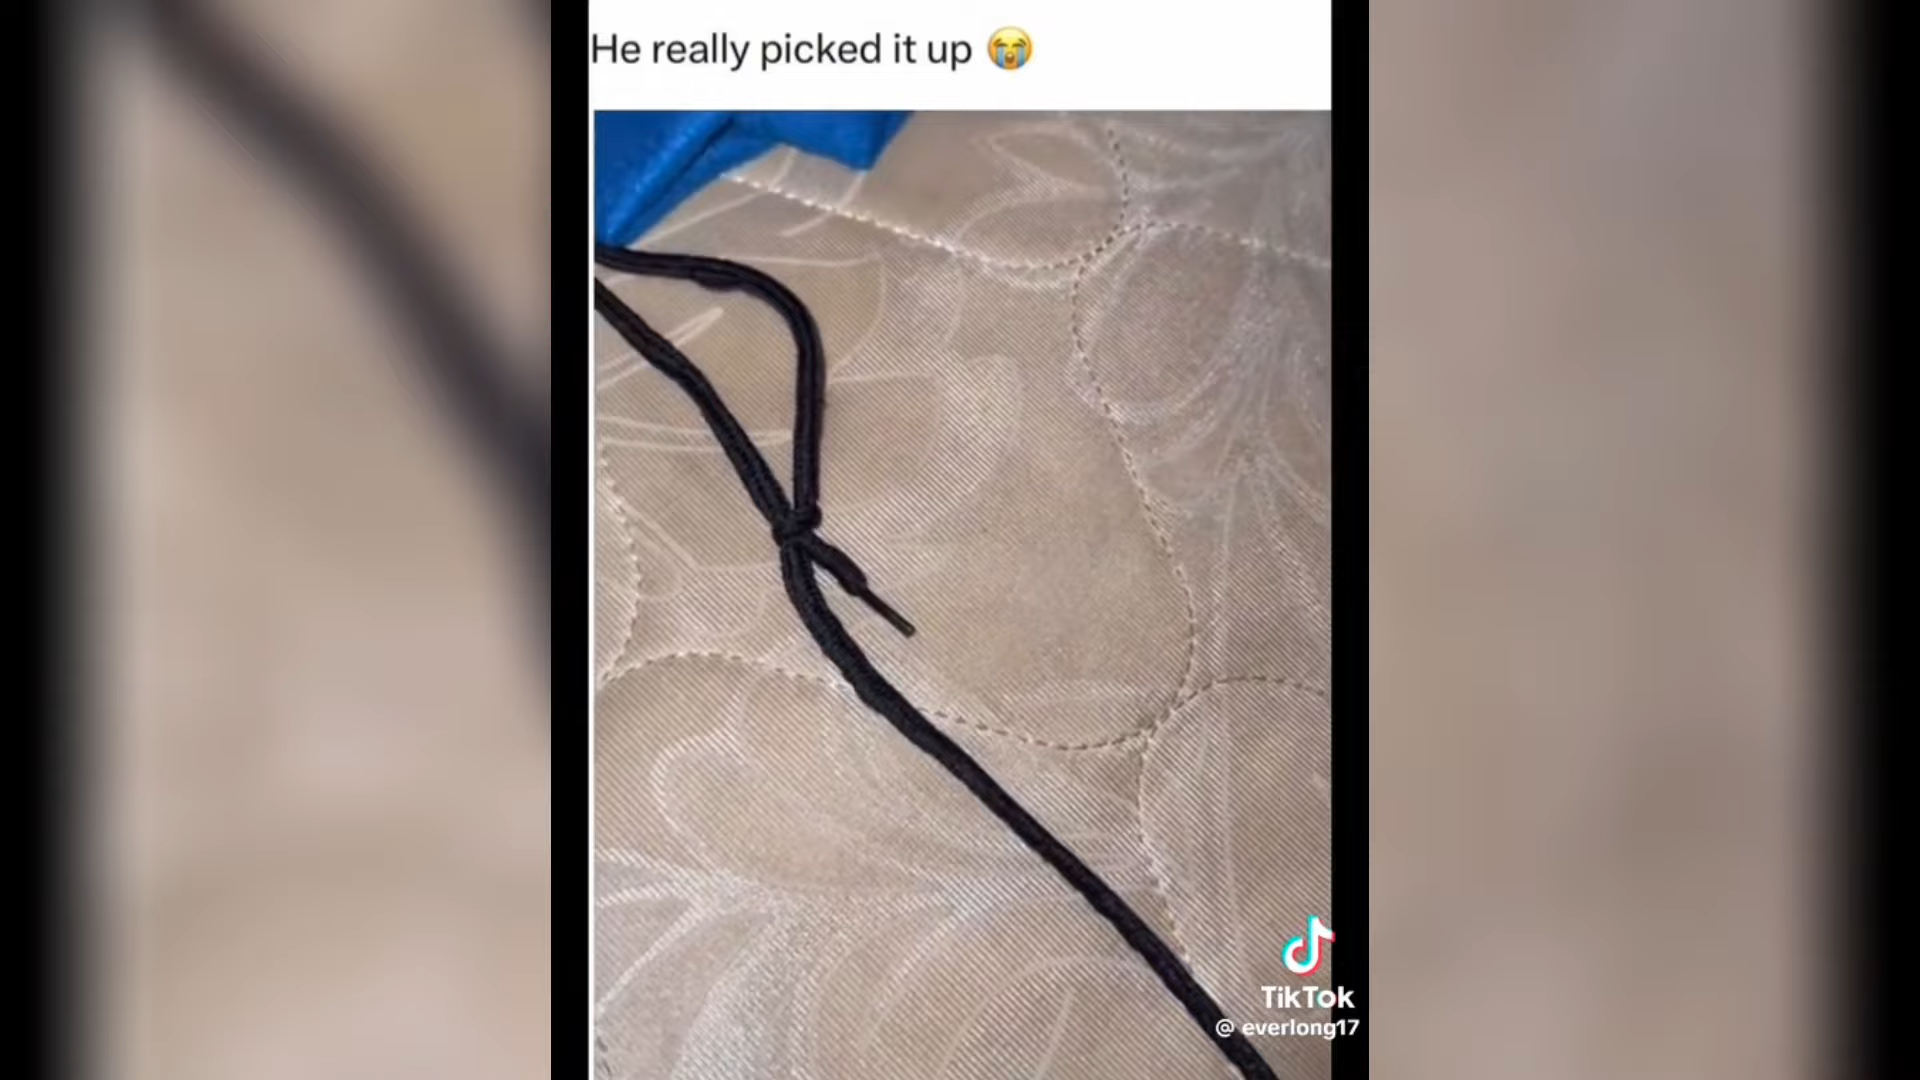 He really picked it up 😭
TikTok
@ everlong17